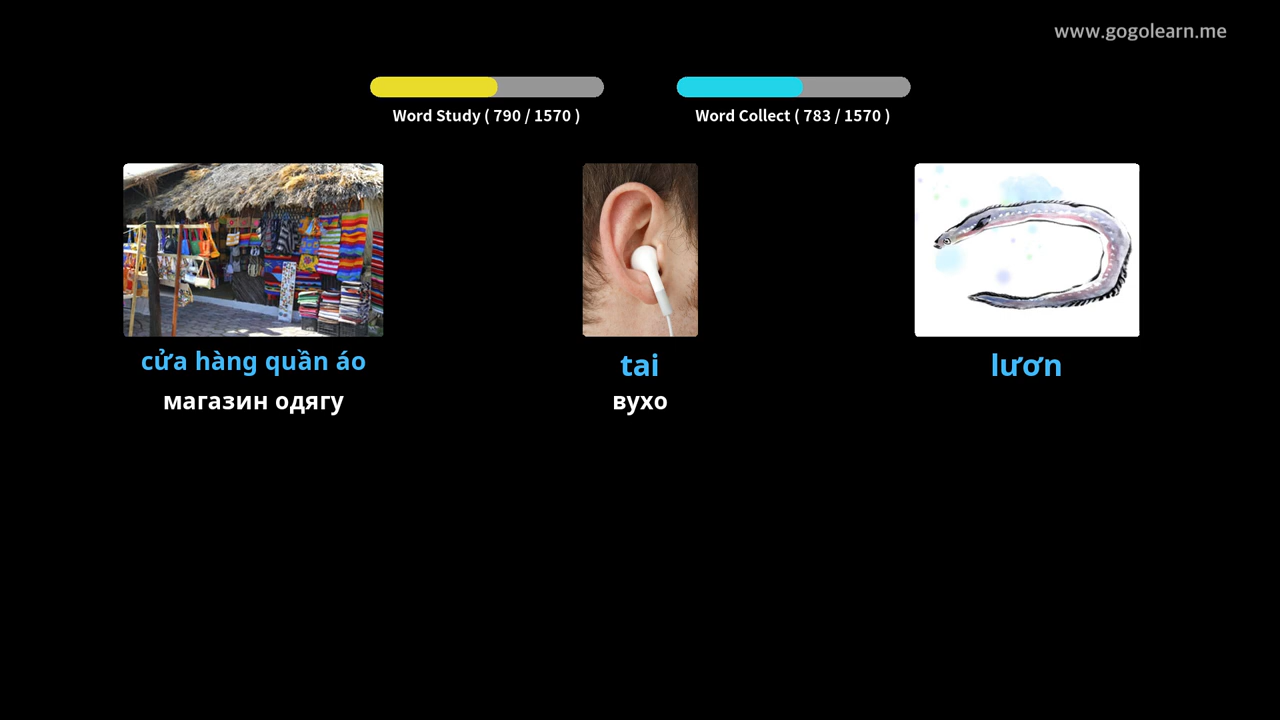 www.gogolearn.me
Word Study ( 790 / 1570 )
Word Collect ( 783 / 1570 )
cửa hàng quần áo
магазин одягу
tai
вухо
lươn